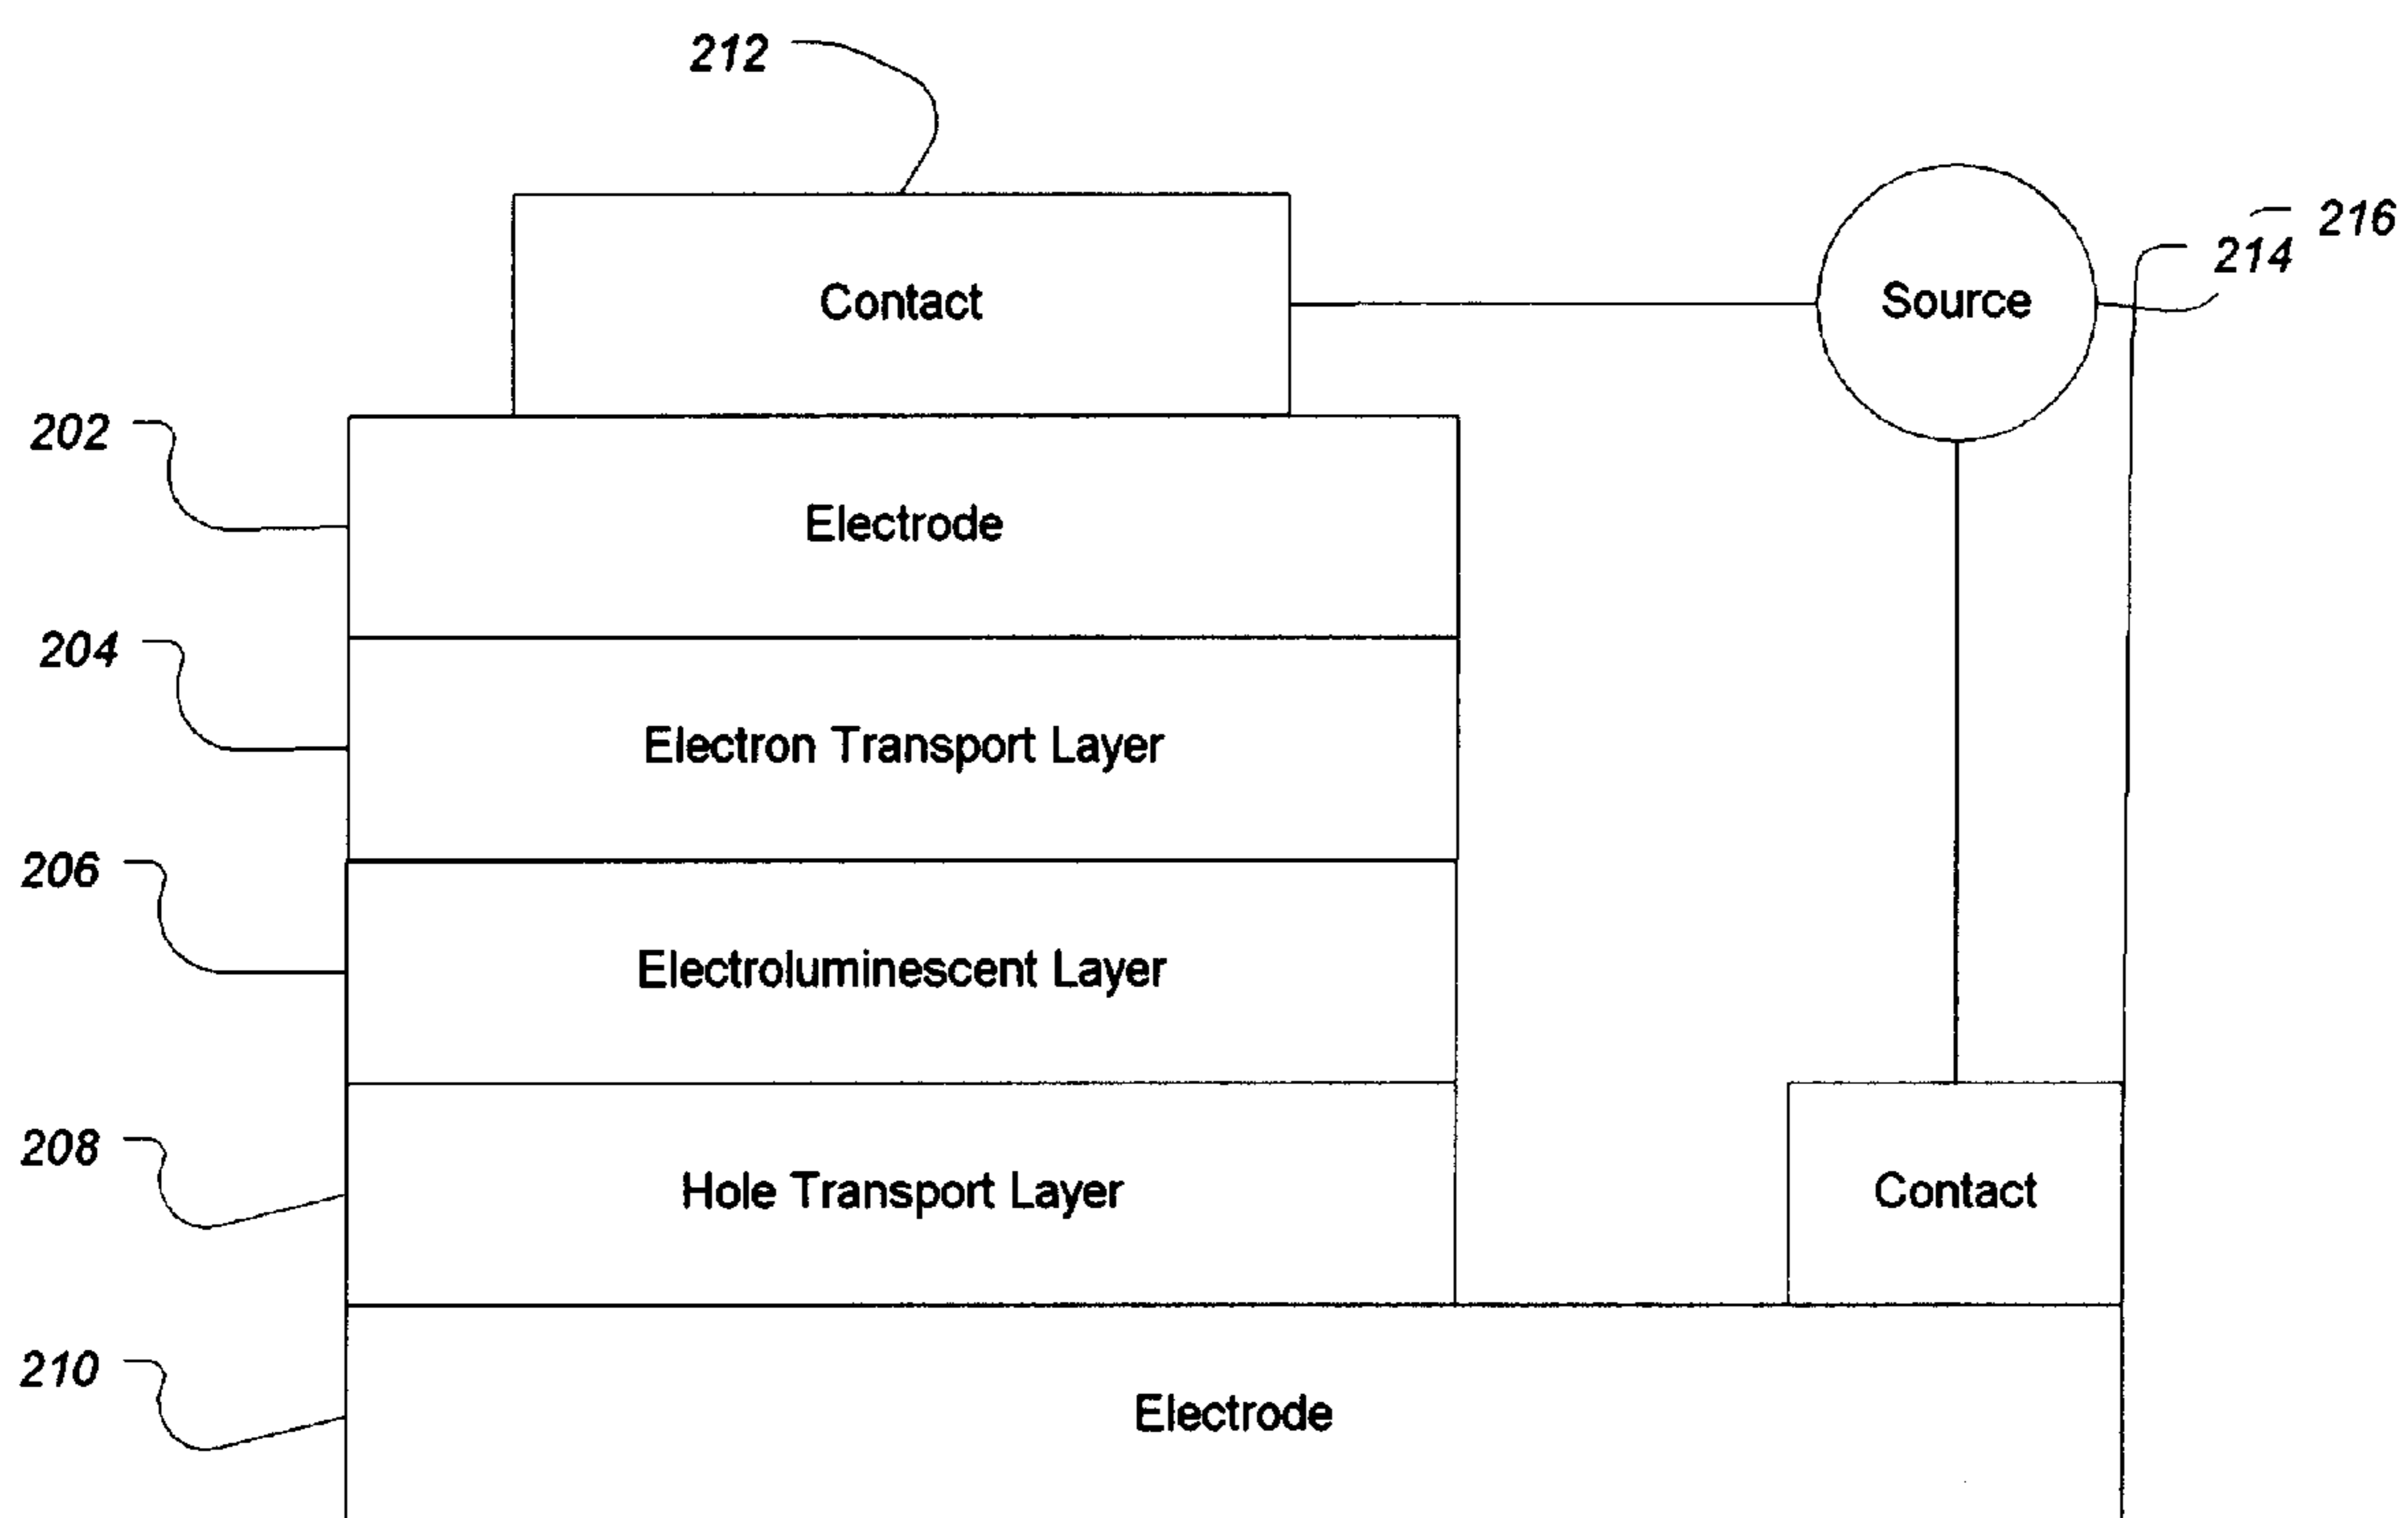 212
216
214
Contact
Source
202
Electrode
204
Electron Transport Layer
206
Electroluminescent Layer
208
Hole Transport Layer
Contact
210
Electrode